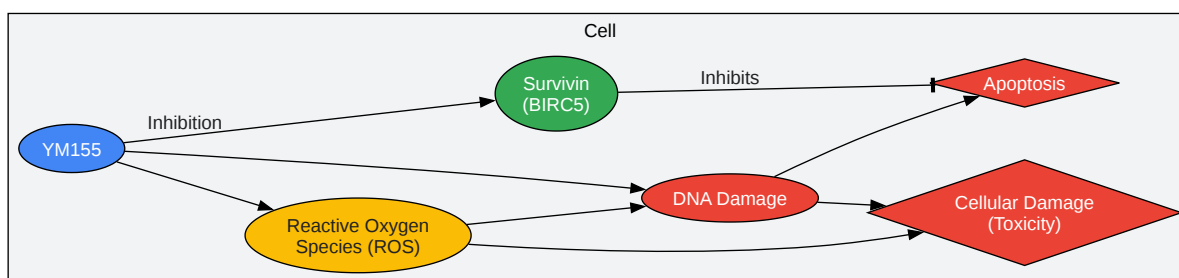 Cell
Survivin
(BIRC5)
Inhibits
Apoptosis
Inhibition
YM155
DNA Damage
Cellular Damage
(Toxicity)
Reactive Oxygen
Species (ROS)